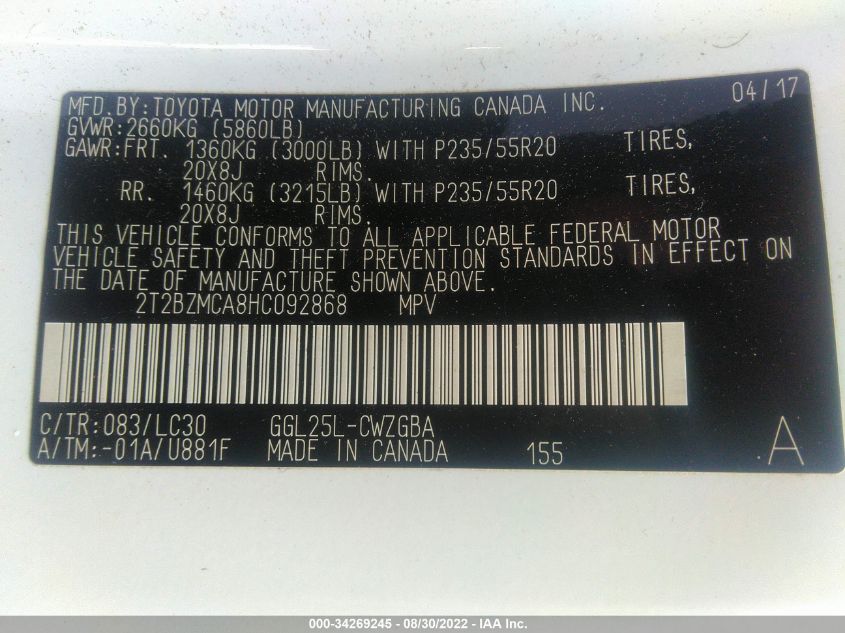 MFD. BY: TOYOTA MOTOR MANUFACTURING CANADA INC. 04/17
GVWR: 2660KG (5860LB)
GAWR: FRT. 1360KG (3000LB) WITH P235/55R20 TIRES,
20X8J RIMS.
RR. 1460KG (3215LB) WITH P235/55R20 TIRES,
20X8J RIMS.
THIS VEHICLE CONFORMS TO ALL APPLICABLE FEDERAL MOTOR
VEHICLE SAFETY AND THEFT PREVENTION STANDARDS IN EFFECT ON
THE DATE OF MANUFACTURE SHOWN ABOVE.
2T2BZMCA8HC092868 MPV
C/TR: 083/LC30 GGL25L-CWZGBA
A/TM: -01A/U881F MADE IN CANADA 155 .A
000-34269245 - 08/30/2022 - IAA Inc.